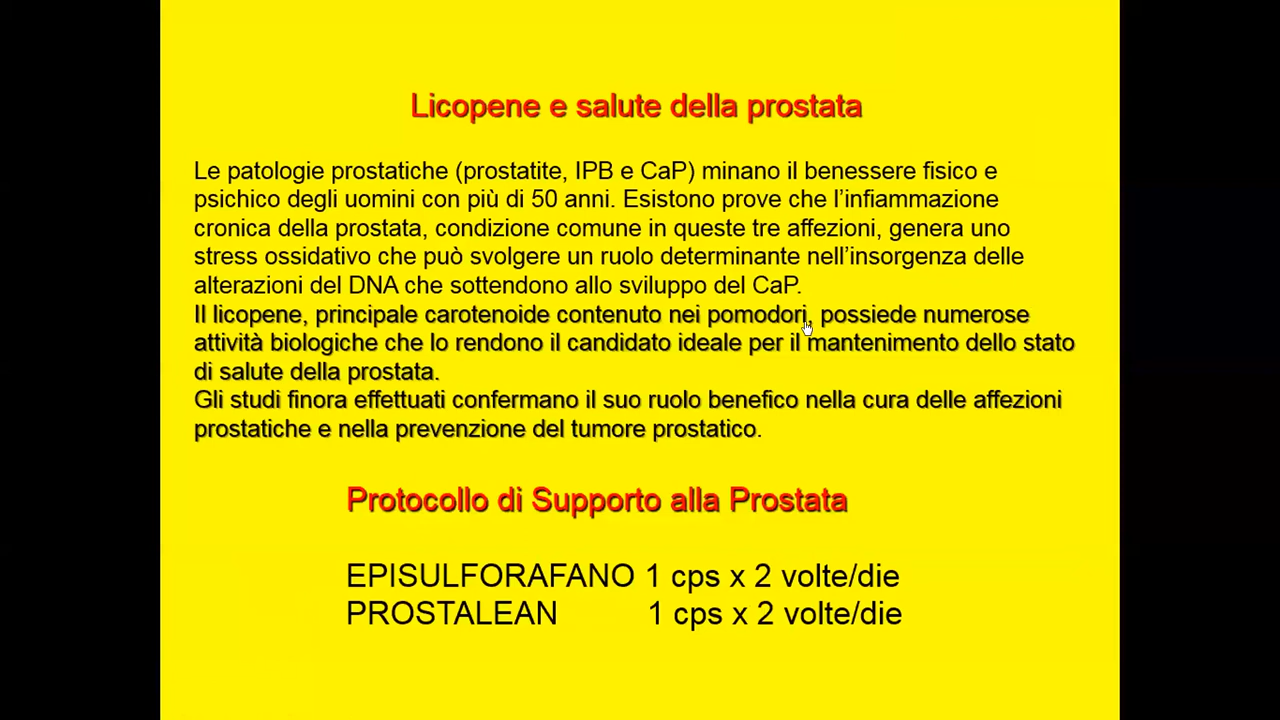 Licopene e salute della prostata
Le patologie prostatiche (prostatite, IPB e CaP) minano il benessere fisico e
psichico degli uomini con più di 50 anni. Esistono prove che l’infiammazione
cronica della prostata, condizione comune in queste tre affezioni, genera uno
stress ossidativo che può svolgere un ruolo determinante nell’insorgenza delle
alterazioni del DNA che sottendono allo sviluppo del CaP.
Il licopene, principale carotenoide contenuto nei pomodori, possiede numerose
attività biologiche che lo rendono il candidato ideale per il mantenimento dello stato
di salute della prostata.
Gli studi finora effettuati confermano il suo ruolo benefico nella cura delle affezioni
prostatiche e nella prevenzione del tumore prostatico.
Protocollo di Supporto alla Prostata
EPISULFORAFANO 1 cps x 2 volte/die
PROSTALEAN 1 cps x 2 volte/die